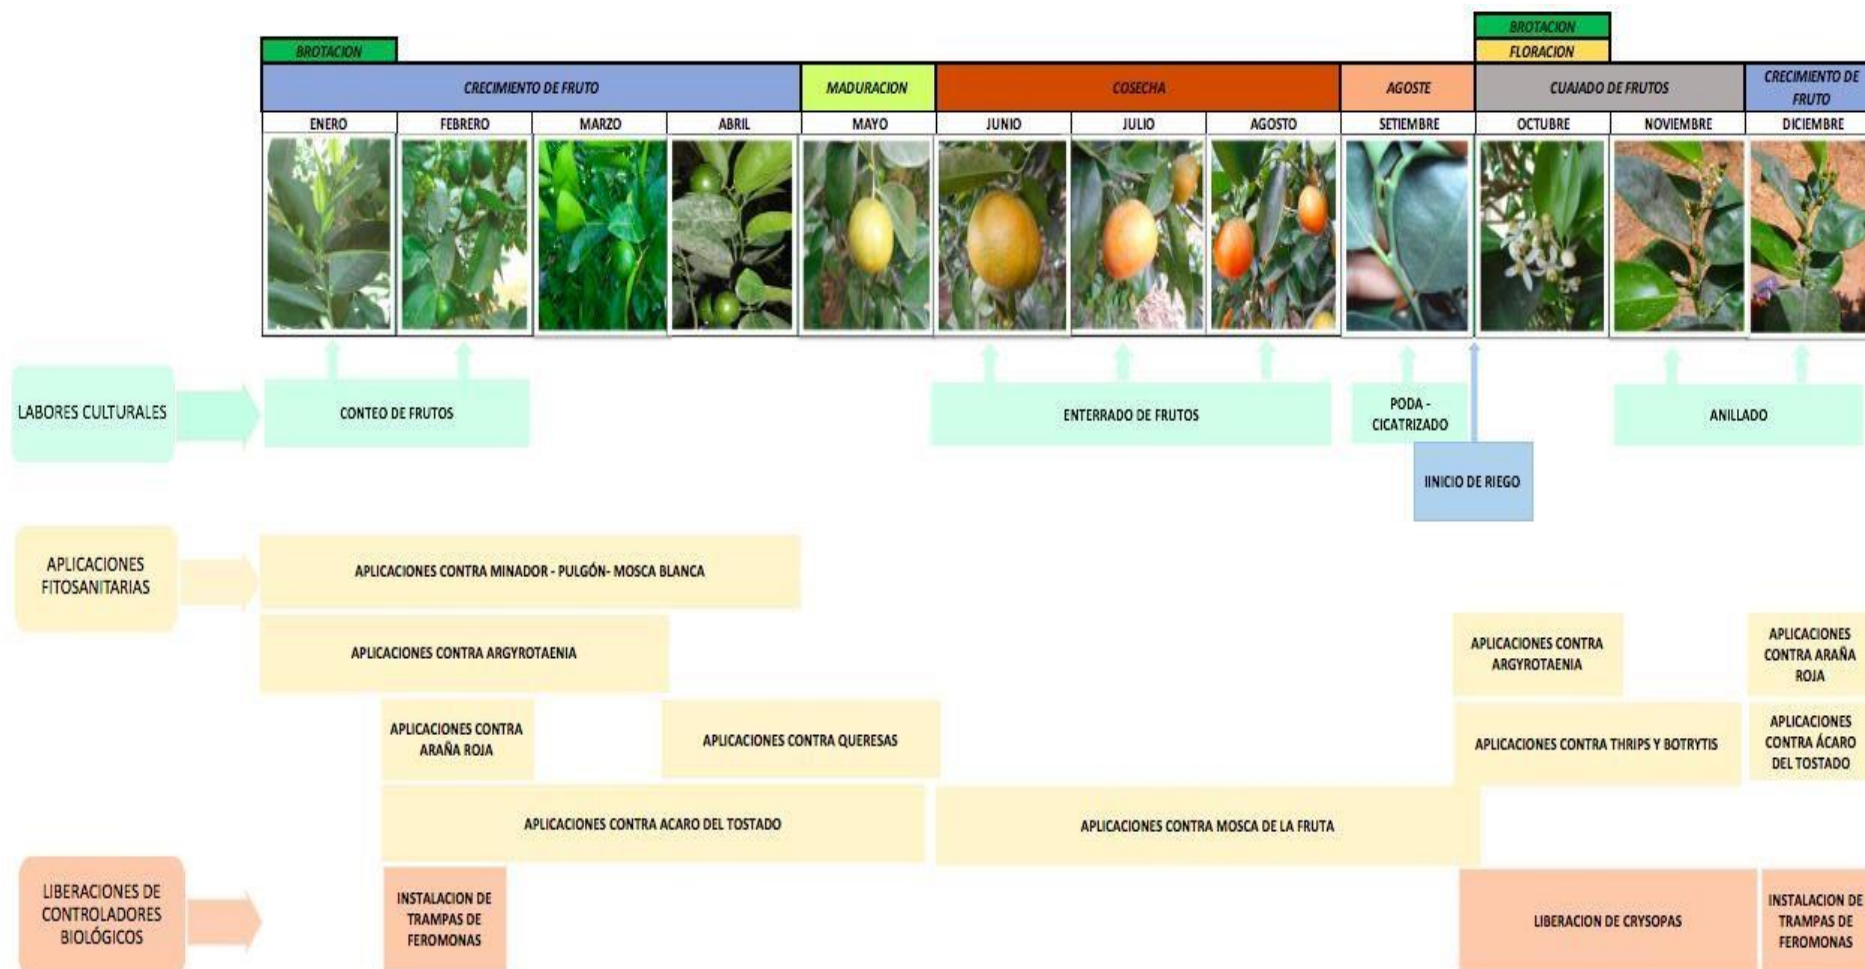 BROTACION
FLORACION
BROTACION
CRECIMIENTO DE FRUTO
MADURACION
COSECHA
AGOSTE
CUAJADO DE FRUTOS
CRECIMIENTO DE
FRUTO
ENERO
FEBRERO
MARZO
ABRIL
MAYO
JUNIO
JULIO
AGOSTO
SETIEMBRE
OCTUBRE
NOVIEMBRE
DICIEMBRE
LABORES CULTURALES
CONTEO DE FRUTOS
ENTERRADO DE FRUTOS
PODA -
CICATRIZADO
ANILLADO
IINICIO DE RIEGO
APLICACIONES
FITOSANITARIAS
APLICACIONES CONTRA MINADOR - PULGÓN- MOSCA BLANCA
APLICACIONES CONTRA ARGYROTAENIA
APLICACIONES CONTRA
ARGYROTAENIA
APLICACIONES
CONTRA ARAÑA
ROJA
APLICACIONES CONTRA
ARAÑA ROJA
APLICACIONES CONTRA QUERESAS
APLICACIONES CONTRA THRIPS Y BOTRYTIS
APLICACIONES
CONTRA ÁCARO
DEL TOSTADO
APLICACIONES CONTRA ACARO DEL TOSTADO
APLICACIONES CONTRA MOSCA DE LA FRUTA
LIBERACIONES DE
CONTROLADORES
BIOLÓGICOS
INSTALACION DE
TRAMPAS DE
FEROMONAS
LIBERACION DE CRYSOPAS
INSTALACION DE
TRAMPAS DE
FEROMONAS